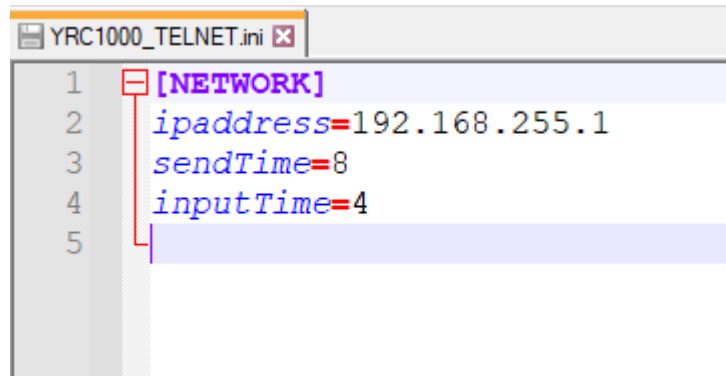 YRC1000_TELNET.ini
1 [NETWORK]
2 ipaddress=192.168.255.1
3 sendTime=8
4 inputTime=4
5